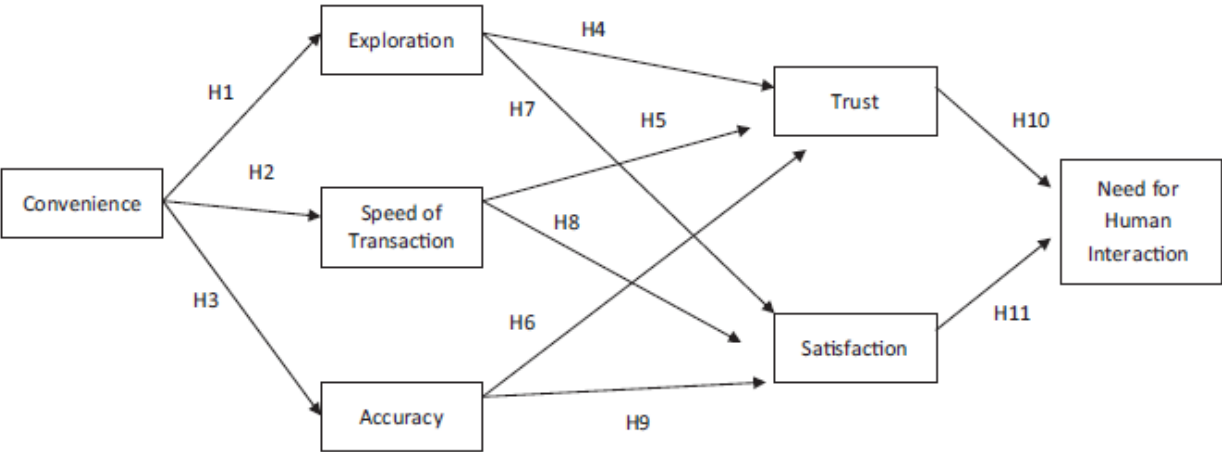 Exploration
H4
H1
H7
Trust
H5
H10
H2
Convenience
Speed of
Transaction
H8
Need for
Human
Interaction
H3
H6
H11
Satisfaction
Accuracy
H9